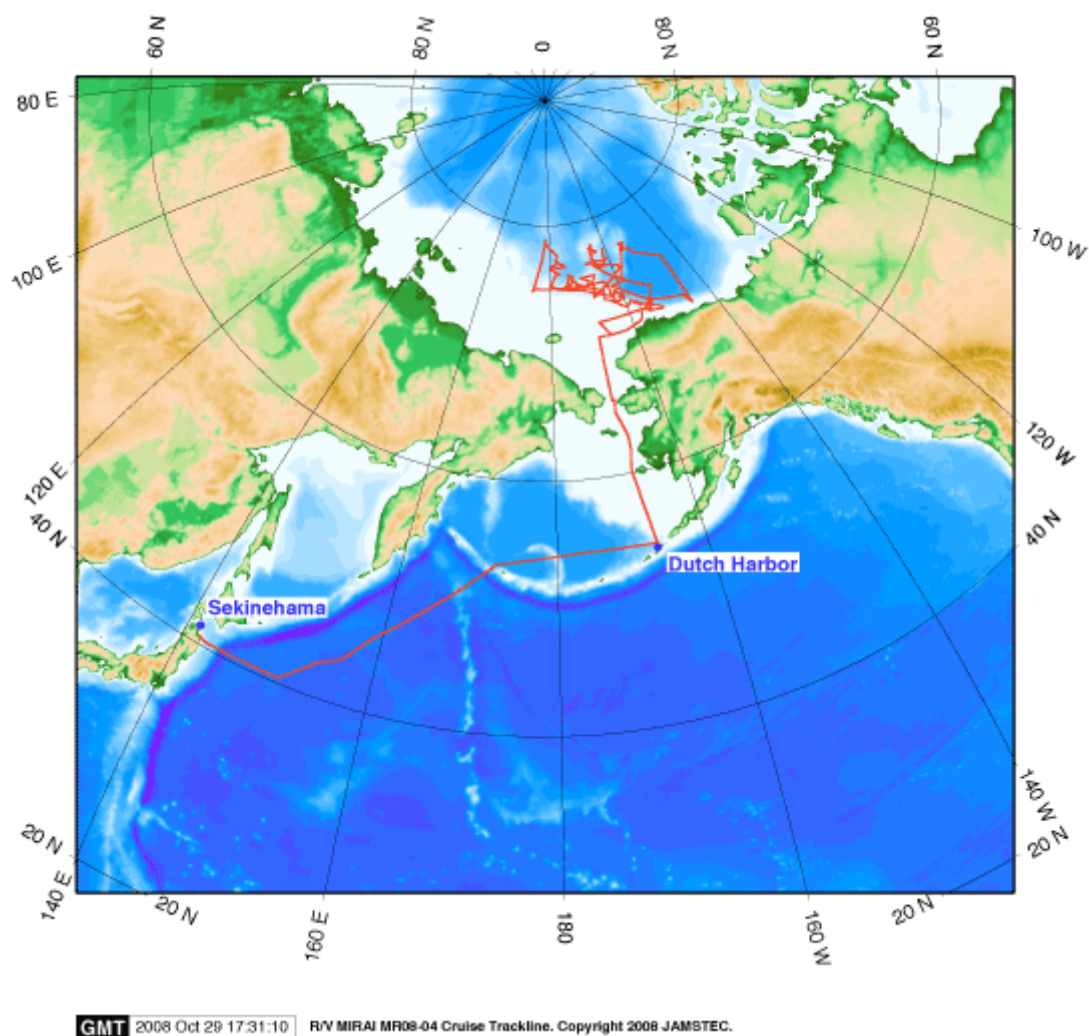 60 N
80 N
0
80 N
60 N
80 E
100 W
100 E
120 W
120 E
40 N
40 N
Dutch Harbor
Sekinehama
140 W
20 N
20 N
140 E
20 N
160 E
180
160 W
20 N
GMT 2008 Oct 29 17:31:10 R/V MIRAI MR08-04 Cruise Trackline. Copyright 2008 JAMSTEC.